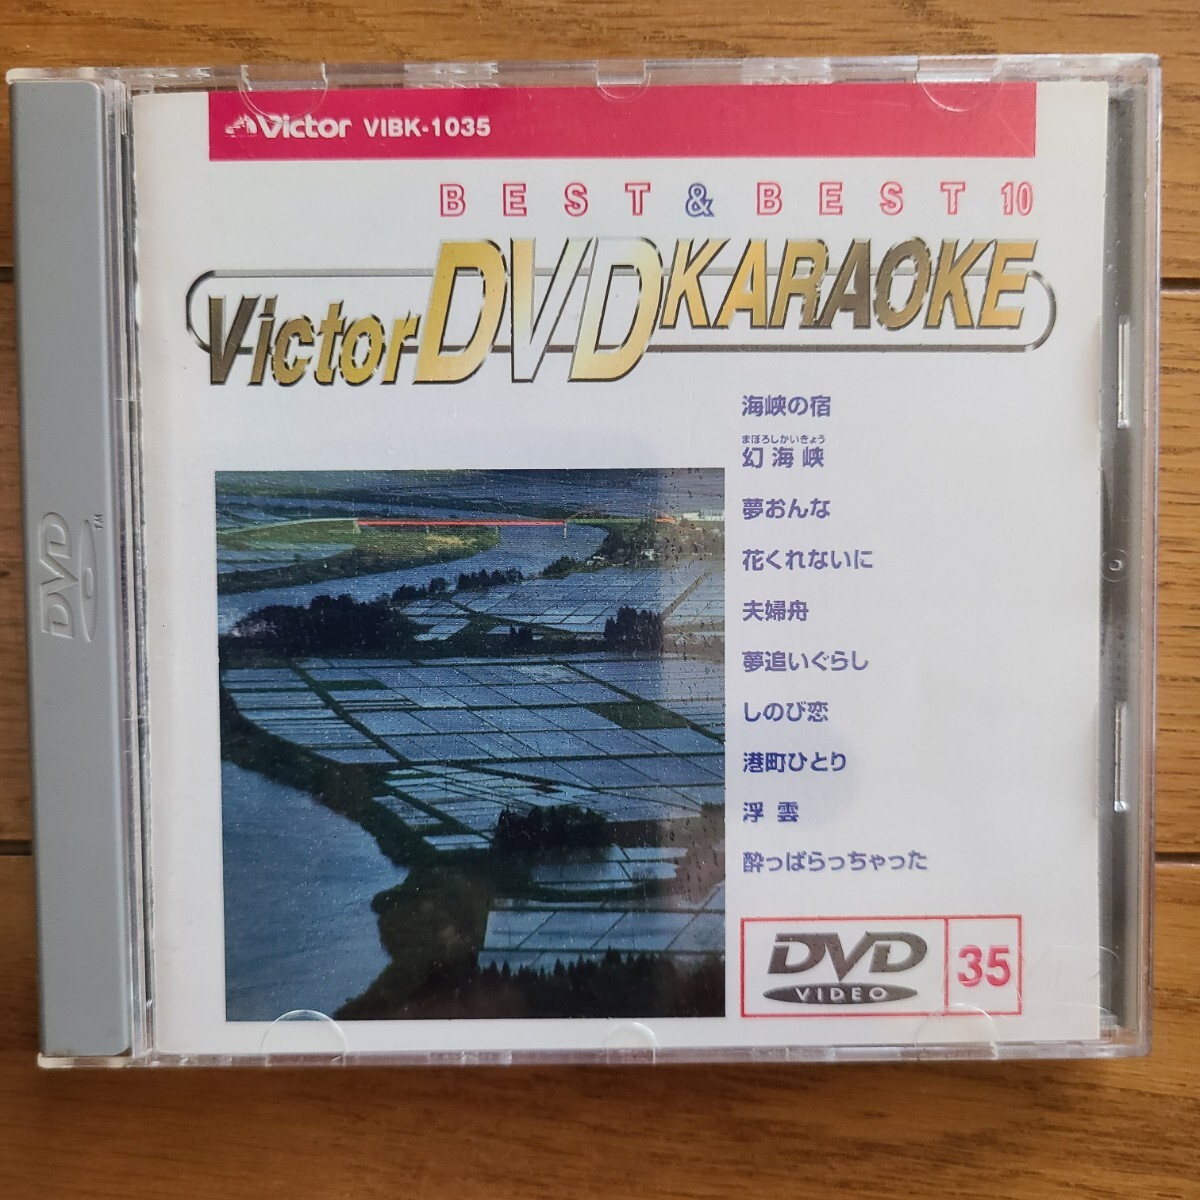 Victor VIBK-1035
BEST & BEST 10
Victor DVD KARAOKE
海峡の宿
まぼろしかいきょう
幻海峡
夢おんな
花くれないに
夫婦舟
夢追いぐらし
しのび恋
港町ひとり
浮雲
酔っぱらっちゃった
DVD
VIDEO
35
DVD™